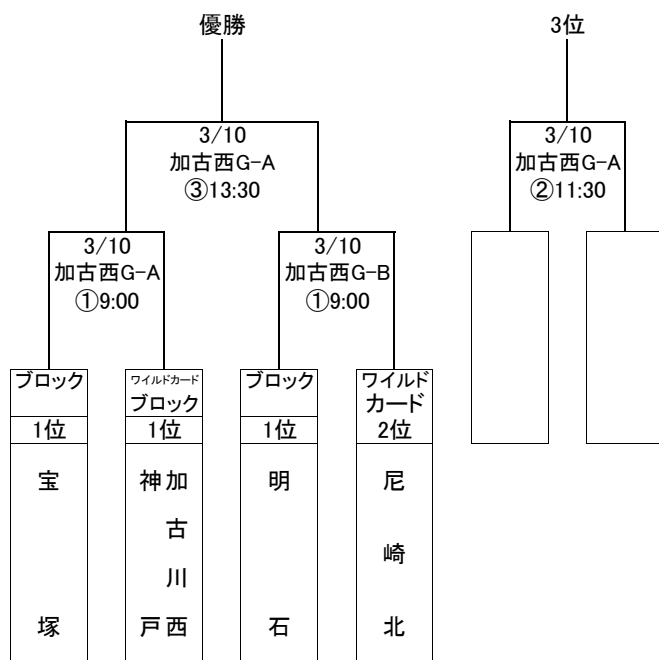 優勝
3位
3/10
加古西G-A
③13:30
3/10
加古西G-A
②11:30
3/10
加古西G-A
①9:00
3/10
加古西G-B
①9:00
ブロック
1位
宝塚
ワイルドカード
ブロック
1位
加古川西
神戸
ブロック
1位
明石
ワイルド
カード
2位
尼崎北